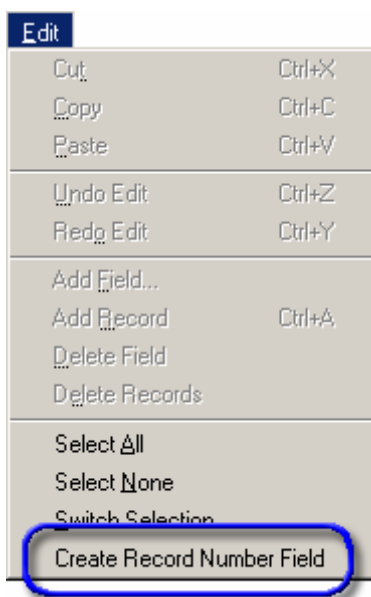 Edit
Cut Ctrl+X
Copy Ctrl+C
Paste Ctrl+V
Undo Edit Ctrl+Z
Redo Edit Ctrl+Y
Add Field...
Add Record Ctrl+A
Delete Field
Delete Records
Select All
Select None
Switch Selection
Create Record Number Field